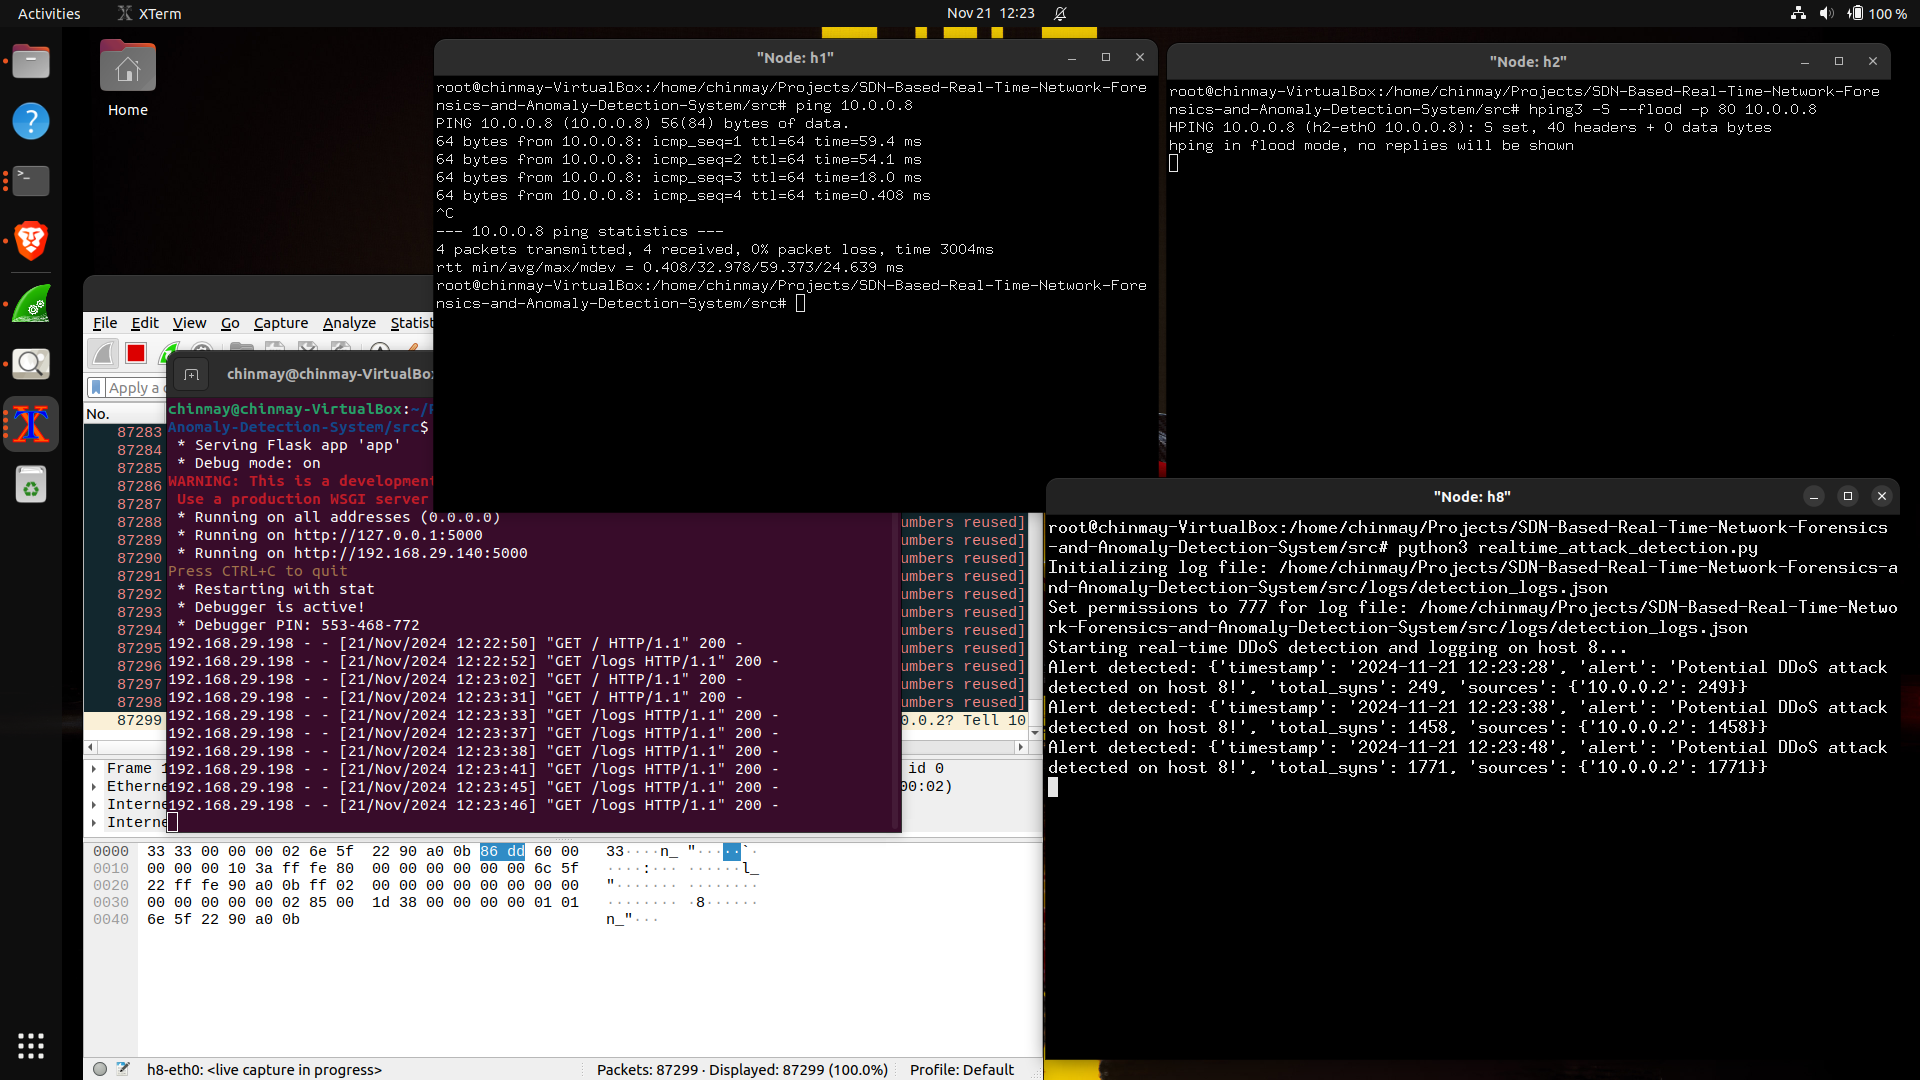 Activities
XTerm
Nov 21 12:23
100 %
Home
"Node: h1"
root@chinmay-VirtualBox:/home/chinmay/Projects/SDN-Based-Real-Time-Network-Fore
nsics-and-Anomaly-Detection-System/src# ping 10.0.0.8
PING 10.0.0.8 (10.0.0.8) 56(84) bytes of data.
64 bytes from 10.0.0.8: icmp_seq=1 ttl=64 time=59.4 ms
64 bytes from 10.0.0.8: icmp_seq=2 ttl=64 time=54.1 ms
64 bytes from 10.0.0.8: icmp_seq=3 ttl=64 time=18.0 ms
64 bytes from 10.0.0.8: icmp_seq=4 ttl=64 time=0.408 ms
^C
--- 10.0.0.8 ping statistics ---
4 packets transmitted, 4 received, 0% packet loss, time 3004ms
rtt min/avg/max/mdev = 0.408/32.978/59.373/24.639 ms
root@chinmay-VirtualBox:/home/chinmay/Projects/SDN-Based-Real-Time-Network-Fore
nsics-and-Anomaly-Detection-System/src#
"Node: h2"
root@chinmay-VirtualBox:/home/chinmay/Projects/SDN-Based-Real-Time-Network-Fore
nsics-and-Anomaly-Detection-System/src# hping3 -S --flood -p 80 10.0.0.8
HPING 10.0.0.8 (h2-eth0 10.0.0.8): S set, 40 headers + 0 data bytes
hping in flood mode, no replies will be shown
File Edit View Go Capture Analyze Statist
Apply a
No.
87283
87284
87285
87286
87287
87288
87289
87290
87291
87292
87293
87294
87295
87296
87297
87298
87299
chinmay@chinmay-VirtualBo
chinmay@chinmay-VirtualBox:~/
Anomaly-Detection-System/src$
* Serving Flask app 'app'
* Debug mode: on
WARNING: This is a development
Use a production WSGI server
* Running on all addresses (0.0.0.0)
* Running on http://127.0.0.1:5000
* Running on http://192.168.29.140:5000
Press CTRL+C to quit
* Restarting with stat
* Debugger is active!
* Debugger PIN: 553-468-772
192.168.29.198 - - [21/Nov/2024 12:22:50] "GET / HTTP/1.1" 200 -
192.168.29.198 - - [21/Nov/2024 12:22:52] "GET /logs HTTP/1.1" 200 -
192.168.29.198 - - [21/Nov/2024 12:23:02] "GET / HTTP/1.1" 200 -
192.168.29.198 - - [21/Nov/2024 12:23:31] "GET / HTTP/1.1" 200 -
192.168.29.198 - - [21/Nov/2024 12:23:33] "GET /logs HTTP/1.1" 200 -
192.168.29.198 - - [21/Nov/2024 12:23:37] "GET /logs HTTP/1.1" 200 -
192.168.29.198 - - [21/Nov/2024 12:23:38] "GET /logs HTTP/1.1" 200 -
192.168.29.198 - - [21/Nov/2024 12:23:41] "GET /logs HTTP/1.1" 200 -
192.168.29.198 - - [21/Nov/2024 12:23:45] "GET /logs HTTP/1.1" 200 -
192.168.29.198 - - [21/Nov/2024 12:23:46] "GET /logs HTTP/1.1" 200 -
umbers reused]
umbers reused]
umbers reused]
umbers reused]
umbers reused]
umbers reused]
umbers reused]
umbers reused]
umbers reused]
umbers reused]
umbers reused]
0.0.2? Tell 10
Frame 1
id 0
Etherne
00:02)
Interne
Interne
0000 33 33 00 00 00 02 6e 5f 22 90 a0 0b 86 dd 60 00 33····n_ "·····`·
0010 00 00 00 10 3a ff fe 80 00 00 00 00 00 00 6c 5f ····:··· ······l_
0020 22 ff fe 90 a0 0b ff 02 00 00 00 00 00 00 00 00 "······· ········
0030 00 00 00 00 00 02 85 00 1d 38 00 00 00 00 01 01 ········ ·8······
0040 6e 5f 22 90 a0 0b n_"···
h8-eth0: <live capture in progress>
Packets: 87299 · Displayed: 87299 (100.0%)
Profile: Default
"Node: h8"
root@chinmay-VirtualBox:/home/chinmay/Projects/SDN-Based-Real-Time-Network-Forensics
-and-Anomaly-Detection-System/src# python3 realtime_attack_detection.py
Initializing log file: /home/chinmay/Projects/SDN-Based-Real-Time-Network-Forensics-a
nd-Anomaly-Detection-System/src/logs/detection_logs.json
Set permissions to 777 for log file: /home/chinmay/Projects/SDN-Based-Real-Time-Netwo
rk-Forensics-and-Anomaly-Detection-System/src/logs/detection_logs.json
Starting real-time DDoS detection and logging on host 8...
Alert detected: {'timestamp': '2024-11-21 12:23:28', 'alert': 'Potential DDoS attack
detected on host 8!', 'total_syns': 249, 'sources': {'10.0.0.2': 249}}
Alert detected: {'timestamp': '2024-11-21 12:23:38', 'alert': 'Potential DDoS attack
detected on host 8!', 'total_syns': 1458, 'sources': {'10.0.0.2': 1458}}
Alert detected: {'timestamp': '2024-11-21 12:23:48', 'alert': 'Potential DDoS attack
detected on host 8!', 'total_syns': 1771, 'sources': {'10.0.0.2': 1771}}